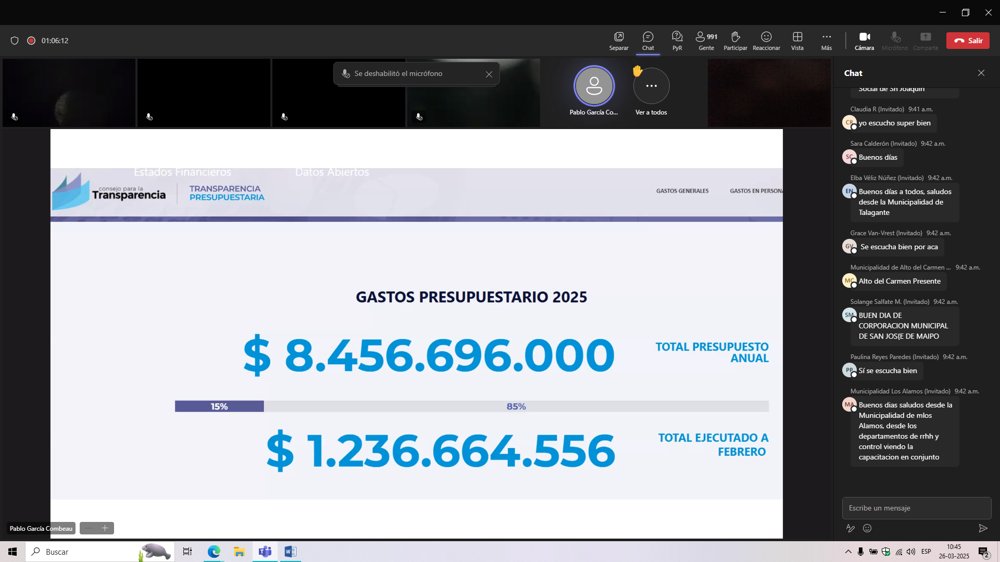 01:06:12
Separar
Chat
PyR
991
Gente
Participar
Reaccionar
Vista
Más
Cámara
Micrófono
Comparte
Salir
Se deshabilitó el micrófono
Pablo García Co...
Ver a todos
Estados Financieros
Datos Abiertos
consejo para la
Transparencia
TRANSPARENCIA
PRESUPUESTARIA
GASTOS GENERALES
GASTOS EN PERSONA
GASTOS PRESUPUESTARIO 2025
$ 8.456.696.000
TOTAL PRESUPUESTO
ANUAL
15%
85%
$ 1.236.664.556
TOTAL EJECUTADO A
FEBRERO
Pablo García Combeau
Chat
Social de Sn Joaquin
Claudia R (Invitado) 9:41 a.m.
CR
yo escucho super bien
Sara Calderón (Invitado) 9:42 a.m.
SC
Buenos días
Elba Véliz Núñez (Invitado) 9:42 a.m.
EN
Buenos días a todos, saludos
desde la Municipalidad de
Talagante
Grace Van-Vrest (Invitado) 9:42 a.m.
GV
Se escucha bien por aca
Municipalidad de Alto del Carmen ... 9:42 a.m.
MC
Alto del Carmen Presente
Solange Salfate M. (Invitado) 9:42 a.m.
SM
BUEN DIA DE
CORPORACION MUNICIPAL
DE SAN JOS{E DE MAIPO
Paulina Reyes Paredes (Invitado) 9:42 a.m.
PP
Sí se escucha bien
Municipalidad Los Alamos (Invitado) 9:42 a.m.
MA
Buenos dias saludos desde la
Municipalidad de mlos
Alamos, desde los
departamentos de rrhh y
control viendo la
capacitacion en conjunto
Escribe un mensaje
Buscar
ESP
10:45
26-03-2025
2